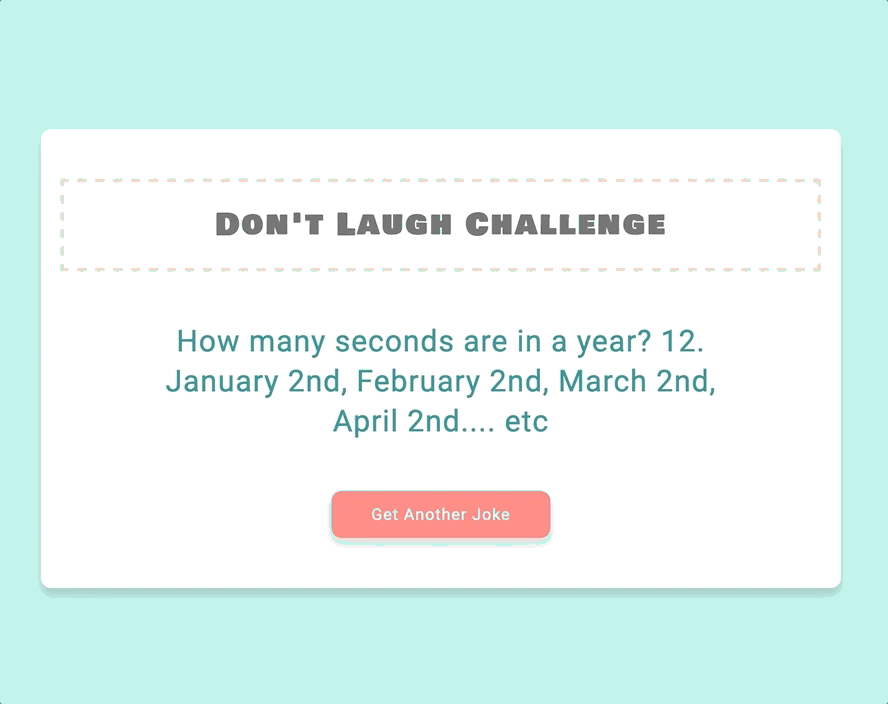 Don't Laugh Challenge
How many seconds are in a year? 12.
January 2nd, February 2nd, March 2nd,
April 2nd.... etc
Get Another Joke